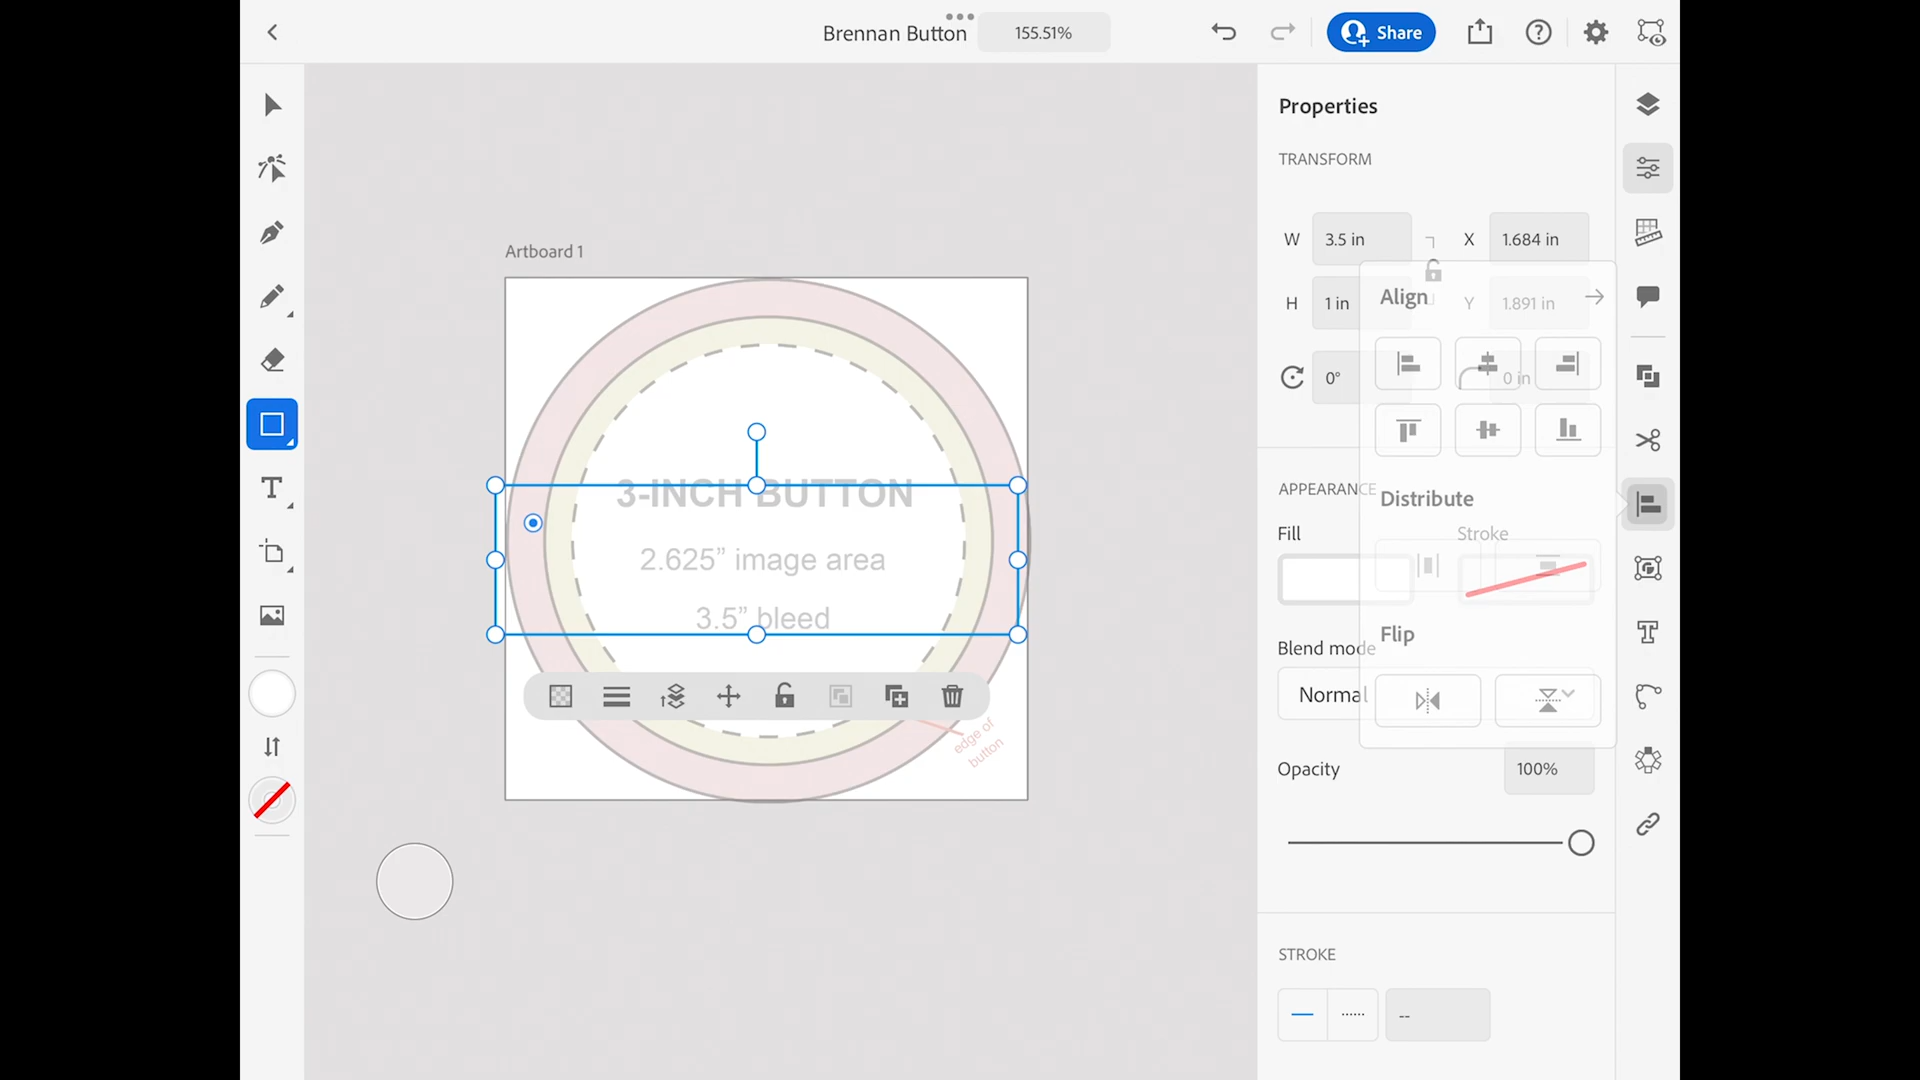 Brennan Button
155.51%
Share
Properties
TRANSFORM
W 3.5 in X 1.684 in
H 1 in Y 1.891 in
0° 0 in
Align
Distribute
Flip
APPEARANCE
Fill
Stroke
Blend mode
Normal
Opacity 100%
STROKE
--
Artboard 1
3-INCH BUTTON
2.625” image area
3.5” bleed
edge of
button
T